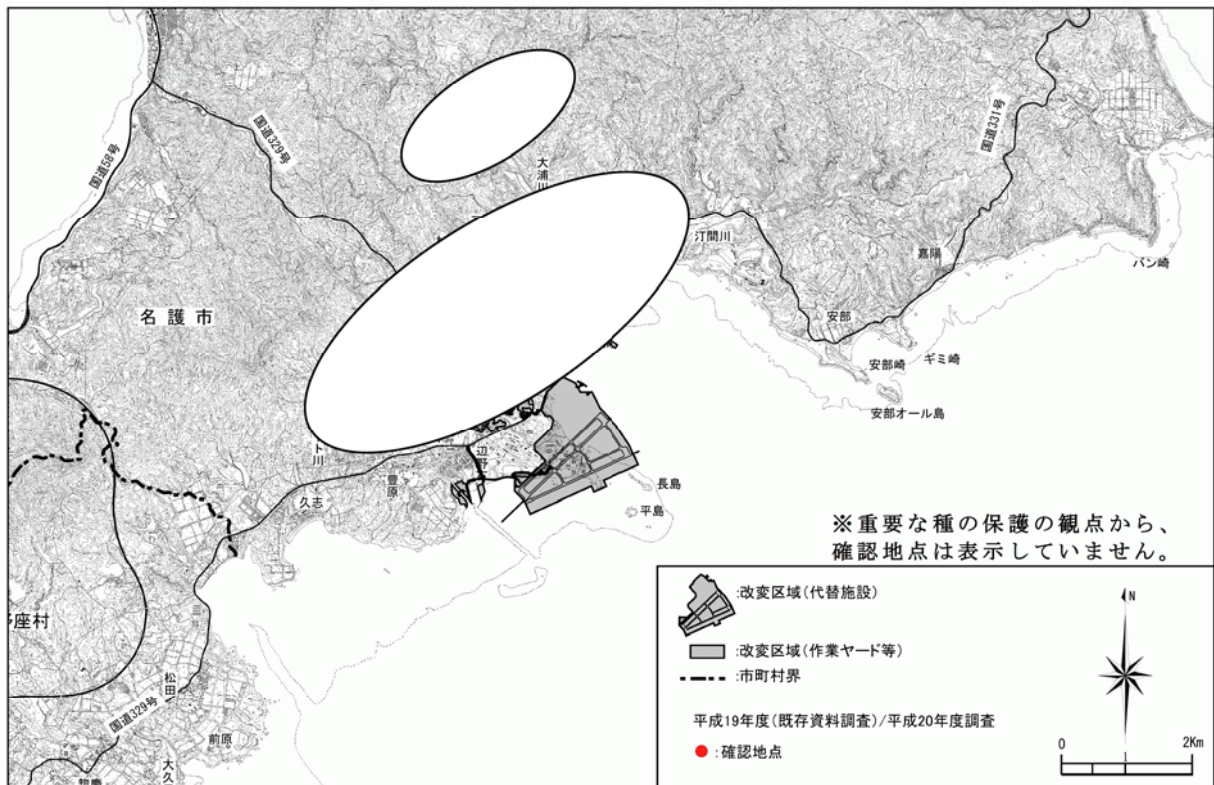 国道58号
国道329号
大浦川
国道331号
汀間川
嘉陽
バン崎
名護市
安部
安部崎
ギミ崎
安部オール島
ト川
辺野
豊原
久志
長島
平島
※重要な種の保護の観点から、
確認地点は表示していません。
座村
松田
国道329号
前原
大久
惣慶
:改変区域(代替施設)
:改変区域(作業ヤード等)
:市町村界
平成19年度(既存資料調査)/平成20年度調査
:確認地点
N
0 1 2Km